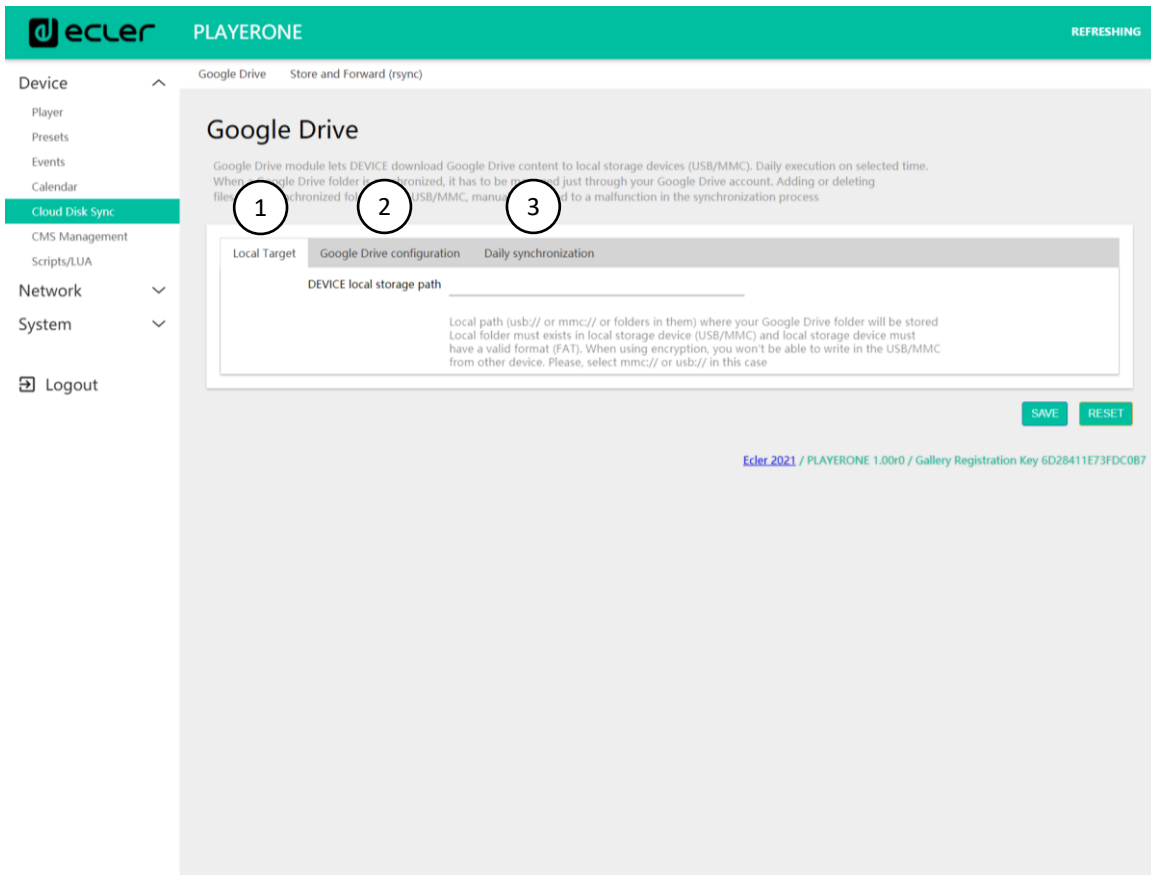 ecler
PLAYERONE
REFRESHING
Device
Player
Presets
Events
Calendar
Cloud Disk Sync
CMS Management
Scripts/LUA
Network
System
Logout
Google Drive Store and Forward (rsync)
Google Drive
Google Drive module lets DEVICE download Google Drive content to local storage devices (USB/MMC). Daily execution on selected time.
When a Google Drive folder is synchronized, it has to be managed just through your Google Drive account. Adding or deleting
files USB/MMC, to a malfunction in the synchronization process
1
2
3
Local Target Google Drive configuration Daily synchronization
DEVICE local storage path
Local path (usb:// or mmc:// or folders in them) where your Google Drive folder will be stored
Local folder must exists in local storage device (USB/MMC) and local storage device must
have a valid format (FAT). When using encryption, you won't be able to write in the USB/MMC
from other device. Please, select mmc:// or usb:// in this case
SAVE RESET
Ecler 2021 / PLAYERONE 1.00r0 / Gallery Registration Key 6D28411E73FDC0B7